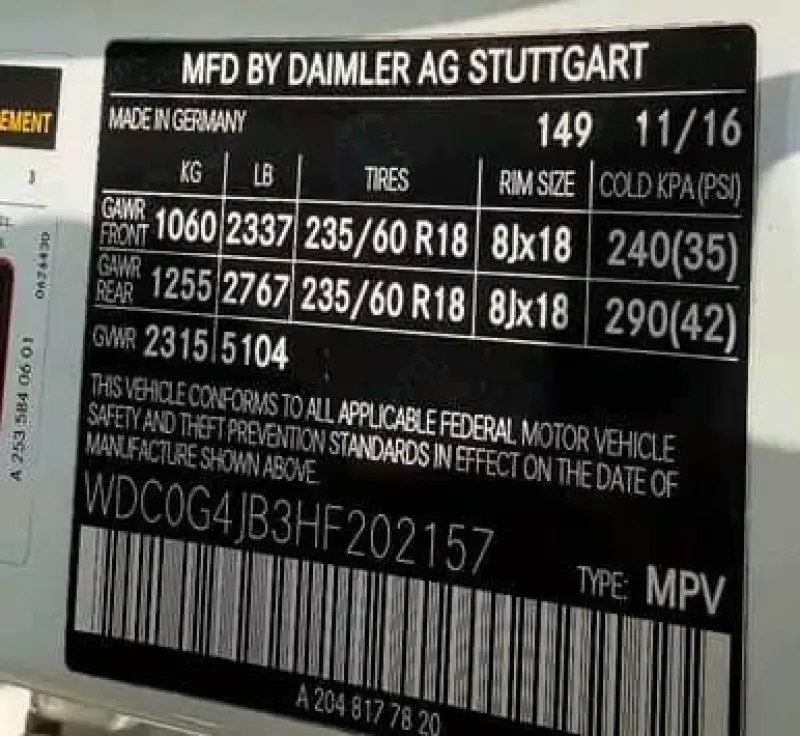 MFD BY DAIMLER AG STUTTGART
MADE IN GERMANY 149 11/16
KG LB TIRES RIM SIZE COLD KPA (PSI)
GAWR FRONT 1060 2337 235/60 R18 8Jx18 240(35)
GAWR REAR 1255 2767 235/60 R18 8Jx18 290(42)
GVWR 2315 5104
THIS VEHICLE CONFORMS TO ALL APPLICABLE FEDERAL MOTOR VEHICLE
SAFETY AND THEFT PREVENTION STANDARDS IN EFFECT ON THE DATE OF
MANUFACTURE SHOWN ABOVE.
WDC0G4JB3HF202157
TYPE: MPV
A 204 817 78 20
EMENT
A 253 584 06 01